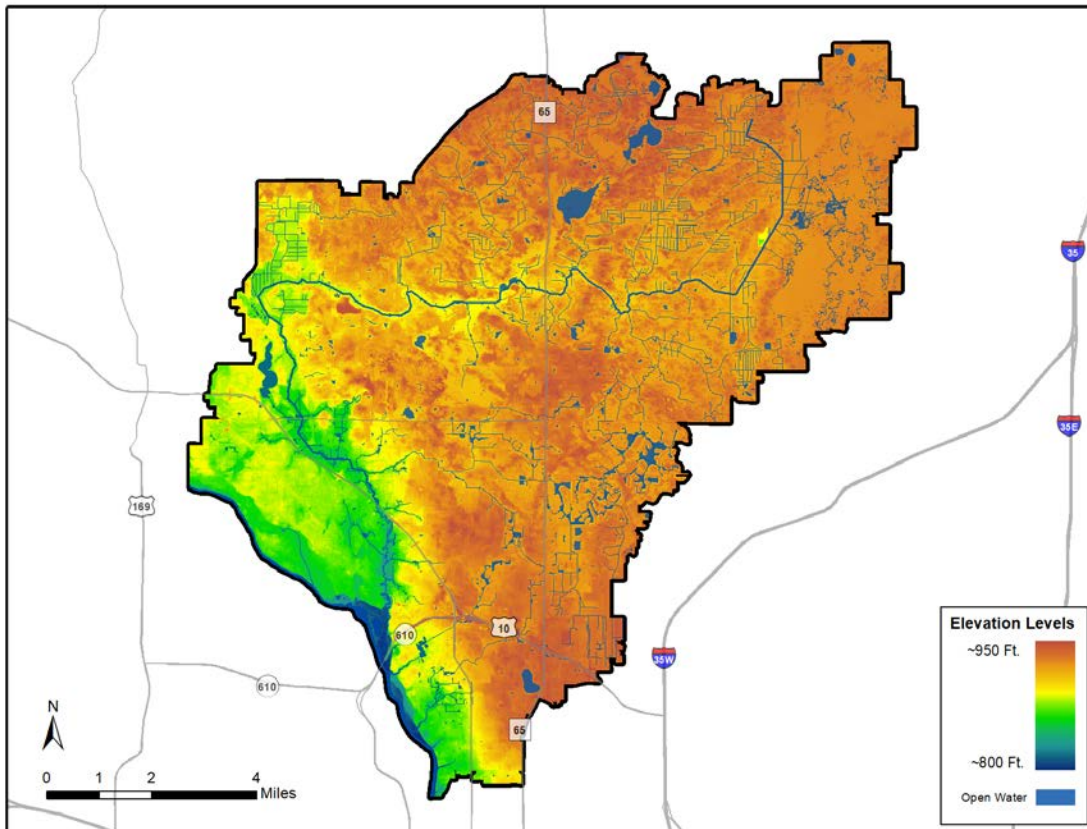 65
35
35E
169
610
10
35W
610
65
N
0 1 2 4
Miles
Elevation Levels
~950 Ft.
~800 Ft.
Open Water